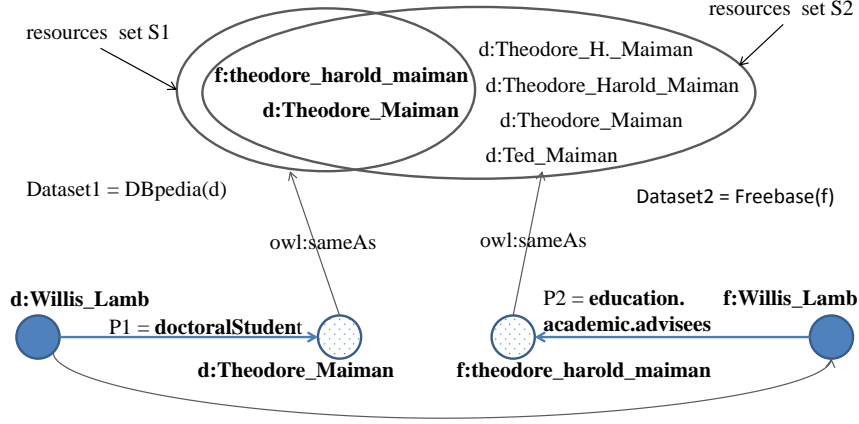 resources set S1
resources set S2
f:theodore_harold_maiman
d:Theodore_Maiman
d:Theodore_H._Maiman
d:Theodore_Harold_Maiman
d:Theodore_Maiman
d:Ted_Maiman
Dataset1 = DBpedia(d)
Dataset2 = Freebase(f)
owl:sameAs
owl:sameAs
d:Willis_Lamb
P1 = doctoralStudent
d:Theodore_Maiman
P2 = education.
academic.advisees
f:Willis_Lamb
f:theodore_harold_maiman